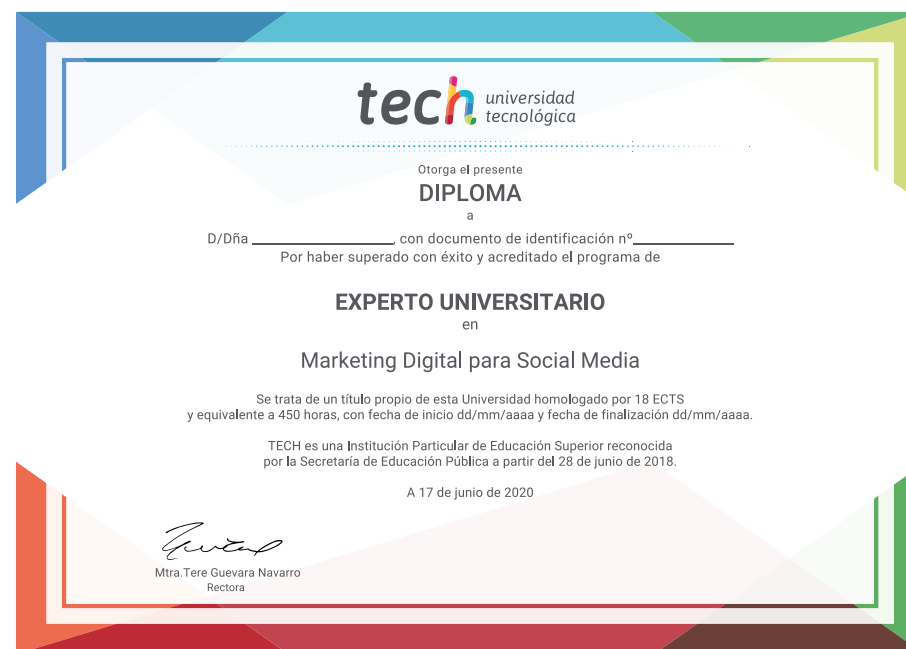 tech universidad
tecnológica
Otorga el presente
DIPLOMA
a
D/Dña ______________, con documento de identificación nº__________
Por haber superado con éxito y acreditado el programa de
EXPERTO UNIVERSITARIO
en
Marketing Digital para Social Media
Se trata de un título propio de esta Universidad homologado por 18 ECTS
y equivalente a 450 horas, con fecha de inicio dd/mm/aaaa y fecha de finalización dd/mm/aaaa.
TECH es una Institución Particular de Educación Superior reconocida
por la Secretaría de Educación Pública a partir del 28 de junio de 2018.
A 17 de junio de 2020
Mtra.Tere Guevara Navarro
Rectora